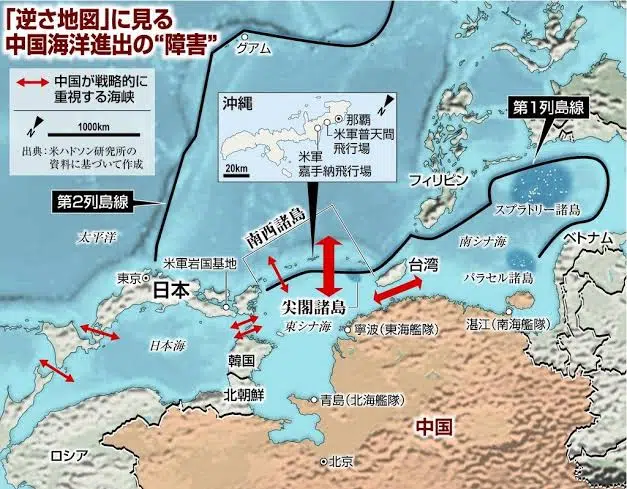 「逆さ地図」に見る
中国海洋進出の“障害”
中国が戦略的に
重視する海峡
1000km
出典：米ハドソン研究所の
資料に基づいて作成
グアム
沖縄
那覇
米軍普天間
飛行場
米軍
嘉手納飛行場
20km
第1列島線
フィリピン
スプラトリー諸島
第2列島線
太平洋
南西諸島
南シナ海
ベトナム
米軍岩国基地
東京
日本
台湾
パラセル諸島
尖閣諸島
東シナ海
寧波（東海艦隊）
湛江（南海艦隊）
日本海
韓国
北朝鮮
青島（北海艦隊）
中国
ロシア
北京